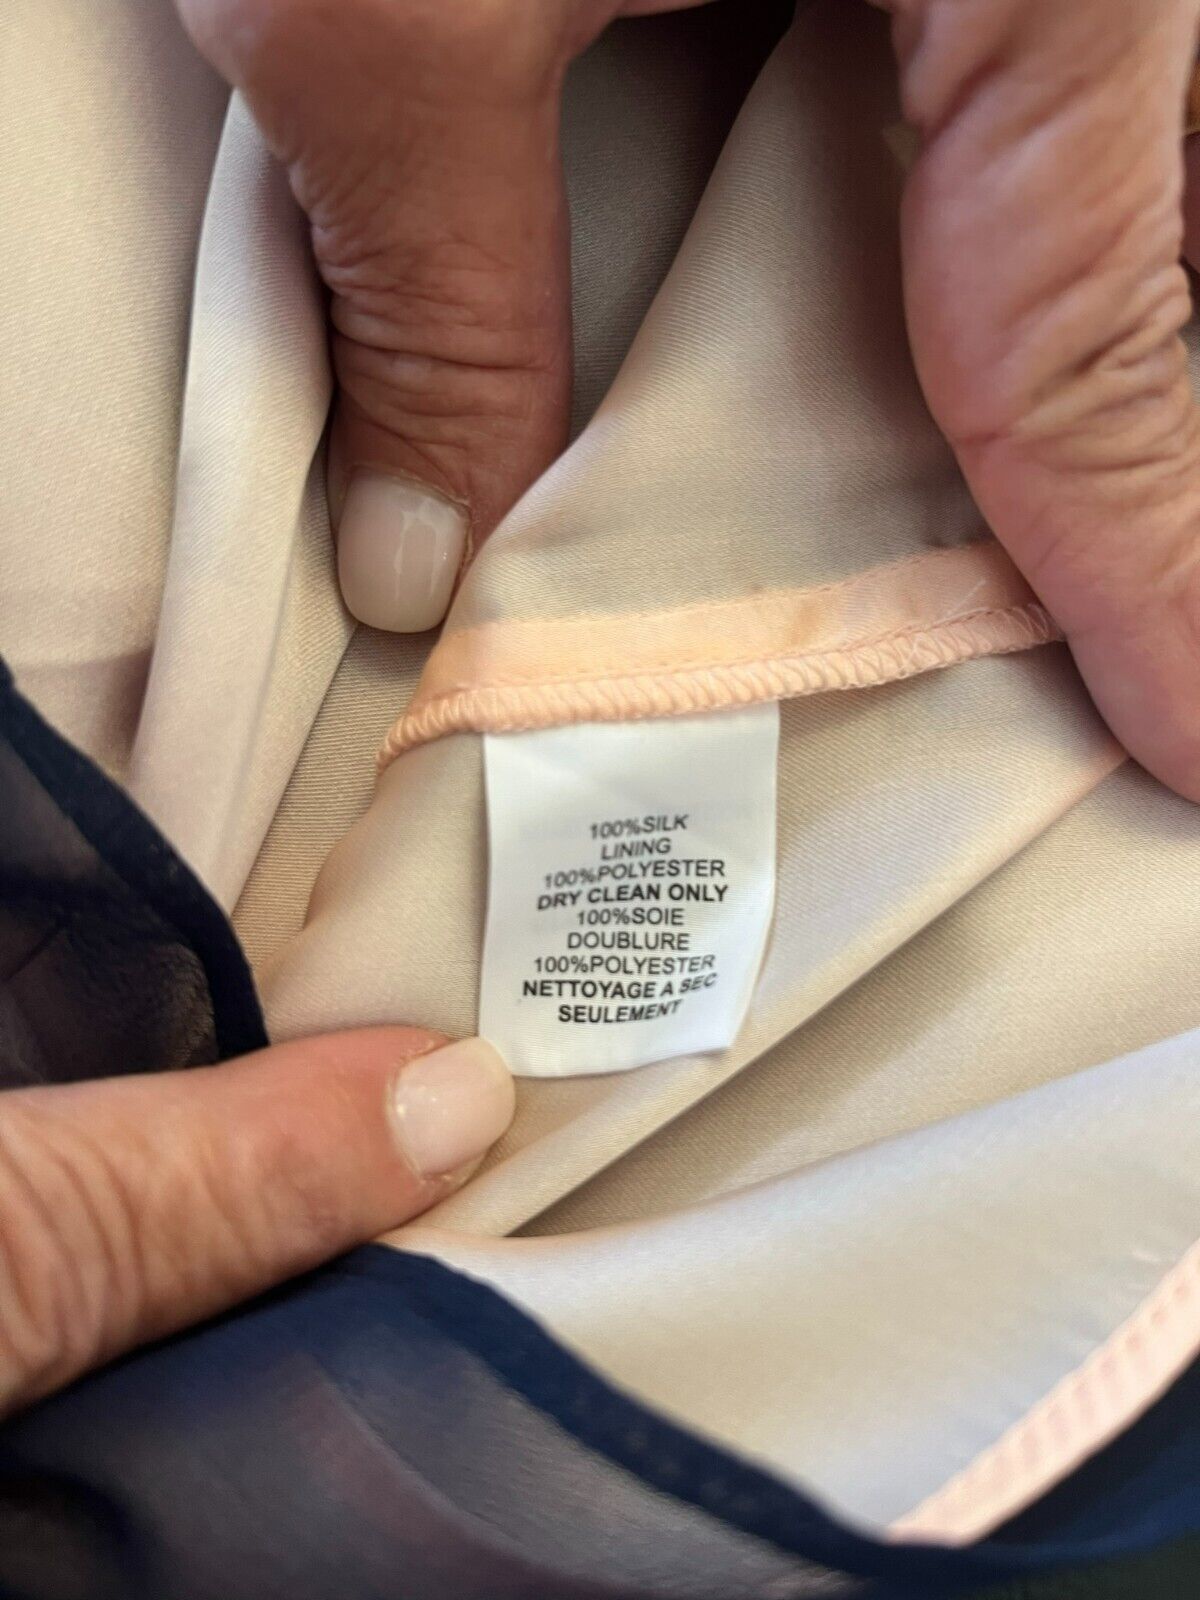 100%SILK
LINING
100%POLYESTER
DRY CLEAN ONLY
100%SOIE
DOUBLURE
100%POLYESTER
NETTOYAGE A SEC
SEULEMENT